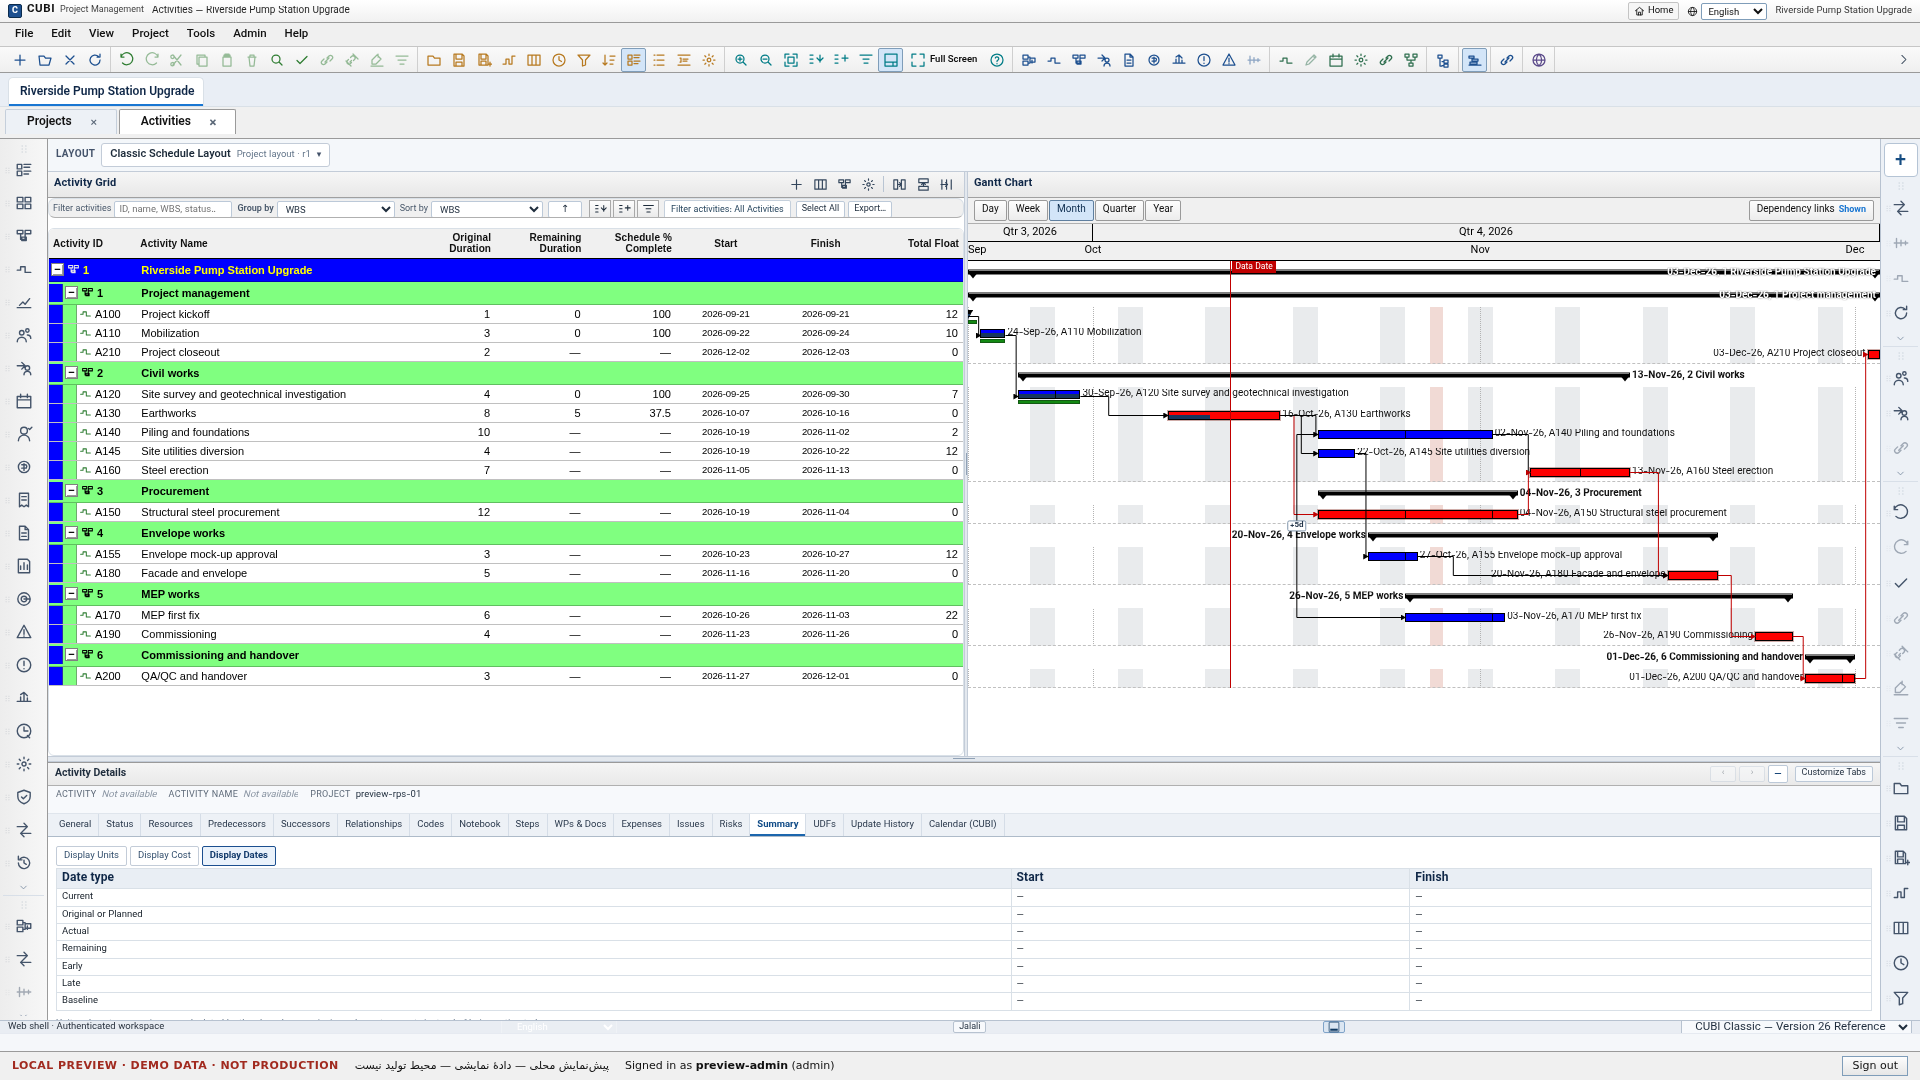 CUBI Project Management Activities — Riverside Pump Station Upgrade Home English Riverside Pump Station Upgrade
File Edit View Project Tools Admin Help
Full Screen
Riverside Pump Station Upgrade
Projects × Activities ×
LAYOUT Classic Schedule Layout Project layout · r1
Activity Grid
Gantt Chart
Filter activities ID, name, WBS, status.. Group by WBS Sort by WBS Filter activities: All Activities Select All Export...
Day Week Month Quarter Year Dependency links Shown
Activity ID Activity Name Original Duration Remaining Duration Schedule % Complete Start Finish Total Float
Qtr 3, 2026 Qtr 4, 2026
Sep Oct Nov Dec
Data Date
1 Riverside Pump Station Upgrade
1 Project management
A100 Project kickoff 1 0 100 2026-09-21 2026-09-21 12
A110 Mobilization 3 0 100 2026-09-22 2026-09-24 10
A210 Project closeout 2 — — 2026-12-02 2026-12-03 0
2 Civil works
A120 Site survey and geotechnical investigation 4 0 100 2026-09-25 2026-09-30 7
A130 Earthworks 8 5 37.5 2026-10-07 2026-10-16 0
A140 Piling and foundations 10 — — 2026-10-19 2026-11-02 2
A145 Site utilities diversion 4 — — 2026-10-19 2026-10-22 12
A160 Steel erection 7 — — 2026-11-05 2026-11-13 0
3 Procurement
A150 Structural steel procurement 12 — — 2026-10-19 2026-11-04 0
4 Envelope works
A155 Envelope mock-up approval 3 — — 2026-10-23 2026-10-27 12
A180 Facade and envelope 5 — — 2026-11-16 2026-11-20 0
5 MEP works
A170 MEP first fix 6 — — 2026-10-26 2026-11-03 22
A190 Commissioning 4 — — 2026-11-23 2026-11-26 0
6 Commissioning and handover
A200 QA/QC and handover 3 — — 2026-11-27 2026-12-01 0
03-Dec-26, 1 Riverside Pump Station Upgrade
03-Dec-26, 1 Project management
24-Sep-26, A110 Mobilization
03-Dec-26, A210 Project closeout
13-Nov-26, 2 Civil works
30-Sep-26, A120 Site survey and geotechnical investigation
16-Oct-26, A130 Earthworks
02-Nov-26, A140 Piling and foundations
22-Oct-26, A145 Site utilities diversion
13-Nov-26, A160 Steel erection
04-Nov-26, 3 Procurement
04-Nov-26, A150 Structural steel procurement
+5d
20-Nov-26, 4 Envelope works
27-Oct-26, A155 Envelope mock-up approval
20-Nov-26, A180 Facade and envelope
26-Nov-26, 5 MEP works
03-Nov-26, A170 MEP first fix
26-Nov-26, A190 Commissioning
01-Dec-26, 6 Commissioning and handover
01-Dec-26, A200 QA/QC and handover
Activity Details Customize Tabs
ACTIVITY Not available ACTIVITY NAME Not available PROJECT preview-rps-01
General Status Resources Predecessors Successors Relationships Codes Notebook Steps WPs & Docs Expenses Issues Risks Summary UDFs Update History Calendar (CUBI)
Display Units Display Cost Display Dates
Date type Start Finish
Current — —
Original or Planned — —
Actual — —
Remaining — —
Early — —
Late — —
Baseline — —
Web shell · Authenticated workspace English Jalali CUBI Classic — Version 26 Reference
LOCAL PREVIEW · DEMO DATA · NOT PRODUCTION پیش‌نمایش محلی — دادهٔ نمایشی — محیط تولید نیست Signed in as preview-admin (admin) Sign out